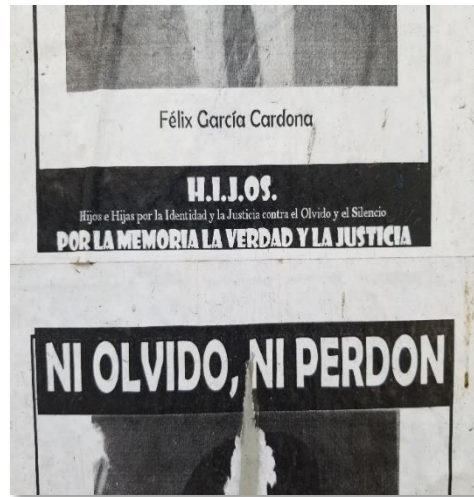 Félix García Cardona
H.I.J.OS.
Hijos e Hijas por la Identidad y la Justicia contra el Olvido y el Silencio
POR LA MEMORIA LA VERDAD Y LA JUSTICIA
NI OLVIDO, NI PERDON